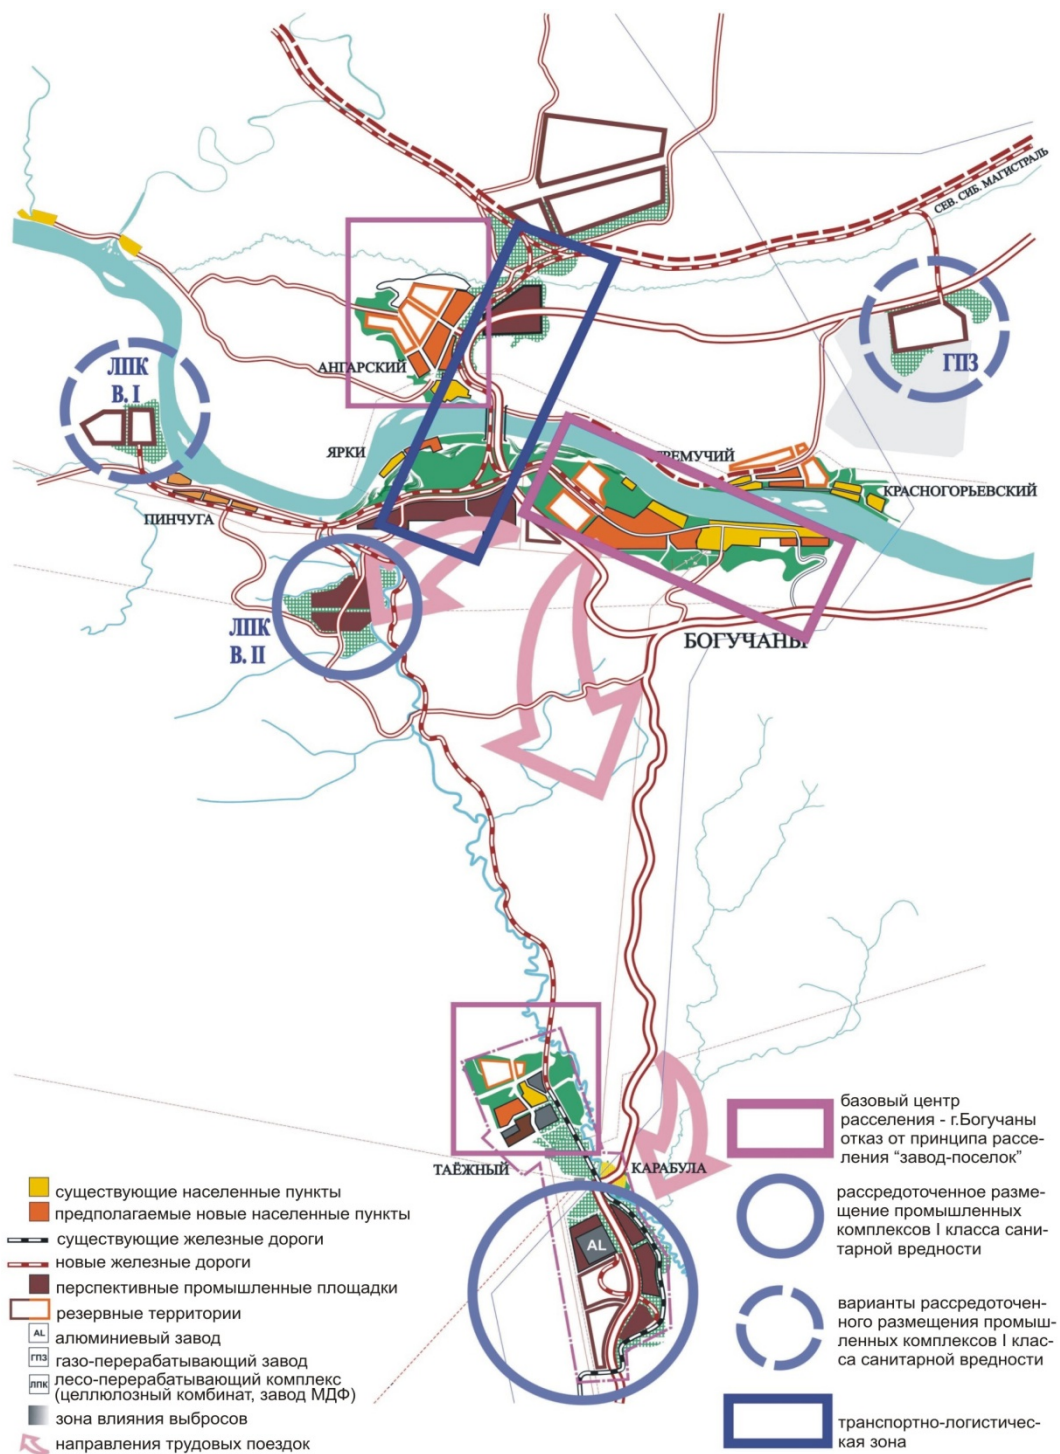 СЕВ. СИБ. МАГИСТРАЛЬ
ЛПК
В. I
АНГАРСКИЙ
ГПЗ
ЯРКИ
ГРЕМУЧИЙ
КРАСНОГОРЬЕВСКИЙ
ПИНЧУГА
ЛПК
В. II
БОГУЧАНЫ
ТАЁЖНЫЙ
КАРАБУЛА
AL
существующие населенные пункты
предполагаемые новые населенные пункты
существующие железные дороги
новые железные дороги
перспективные промышленные площадки
резервные территории
AL алюминиевый завод
ГПЗ газо-перерабатывающий завод
ЛПК лесо-перерабатывающий комплекс
(целлюлозный комбинат, завод МДФ)
зона влияния выбросов
направления трудовых поездок
базовый центр
расселения - г.Богучаны
отказ от принципа рассе-
ления “завод-поселок”
рассредоточенное разме-
щение промышленных
комплексов I класса сани-
тарной вредности
варианты рассредоточен-
ного размещения промыш-
ленных комплексов I клас-
са санитарной вредности
транспортно-логистичес-
кая зона